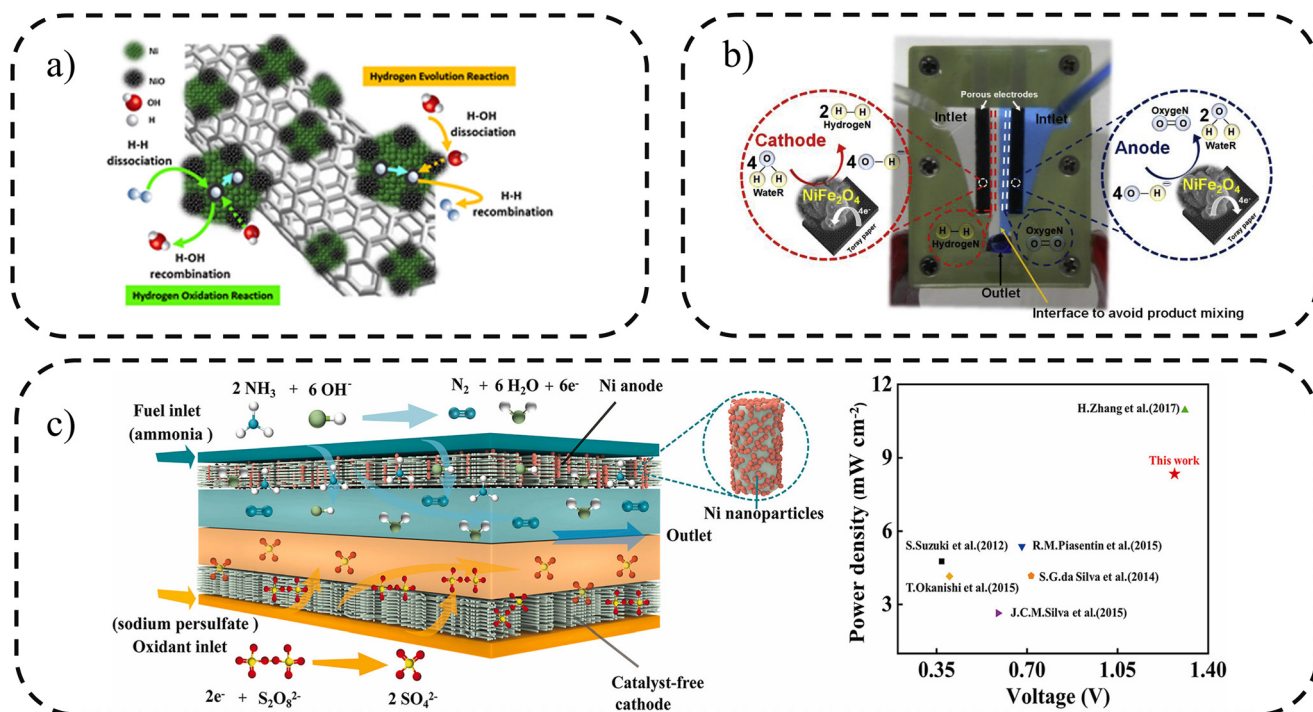 a)
Ni
NiO
OH
H
Hydrogen Evolution Reaction
H-OH
dissociation
H-H
dissociation
H-H
recombination
H-OH
recombination
Hydrogen Oxidation Reaction
b)
Porous electrodes
Intlet
Intlet
Cathode
2 H H
HydrogeN
4 O H H
WateR
4 O H ⊖
NiFe2O4
4e-
Toray paper
H H
HydrogeN
OxygeN
O O
Outlet
Interface to avoid product mixing
OxygeN
O O
2 O H H
WateR
Anode
4 O H ⊖
NiFe2O4
4e-
Toray paper
c)
2 NH3 + 6 OH-
N2 + 6 H2O + 6e-
Ni anode
Fuel inlet
(ammonia )
Ni nanoparticles
Outlet
(sodium persulfate )
Oxidant inlet
2e- + S2O8 2-
2 SO4 2-
Catalyst-free
cathode
Power density (mW cm-2)
12
9
6
3
H.Zhang et al.(2017)
This work
S.Suzuki et al.(2012)
R.M.Piasentin et al.(2015)
T.Okanishi et al.(2015)
S.G.da Silva et al.(2014)
J.C.M.Silva et al.(2015)
0.35 0.70 1.05 1.40
Voltage (V)